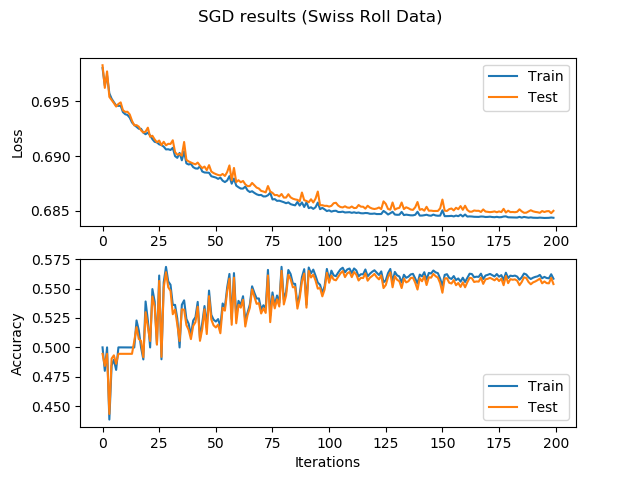 SGD results (Swiss Roll Data)
Loss
0.695
0.690
0.685
Train
Test
0 25 50 75 100 125 150 175 200
Accuracy
0.575
0.550
0.525
0.500
0.475
0.450
Train
Test
0 25 50 75 100 125 150 175 200
Iterations